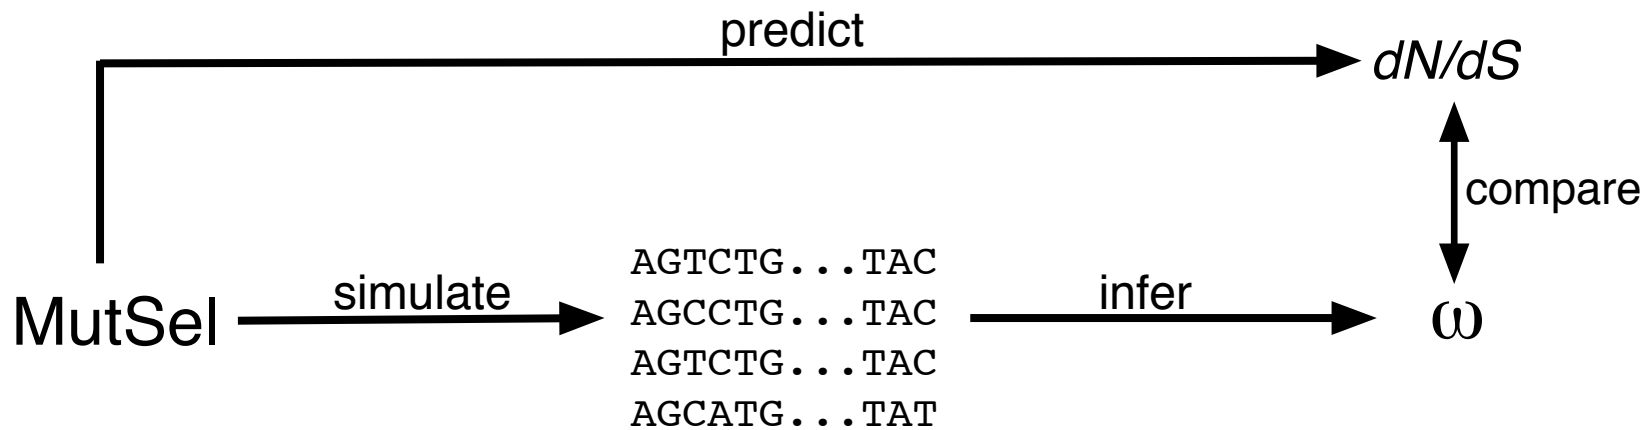 predict
dN/dS
compare
MutSel
simulate
AGTCTG...TAC
AGCCTG...TAC
AGTCTG...TAC
AGCATG...TAT
infer
ω